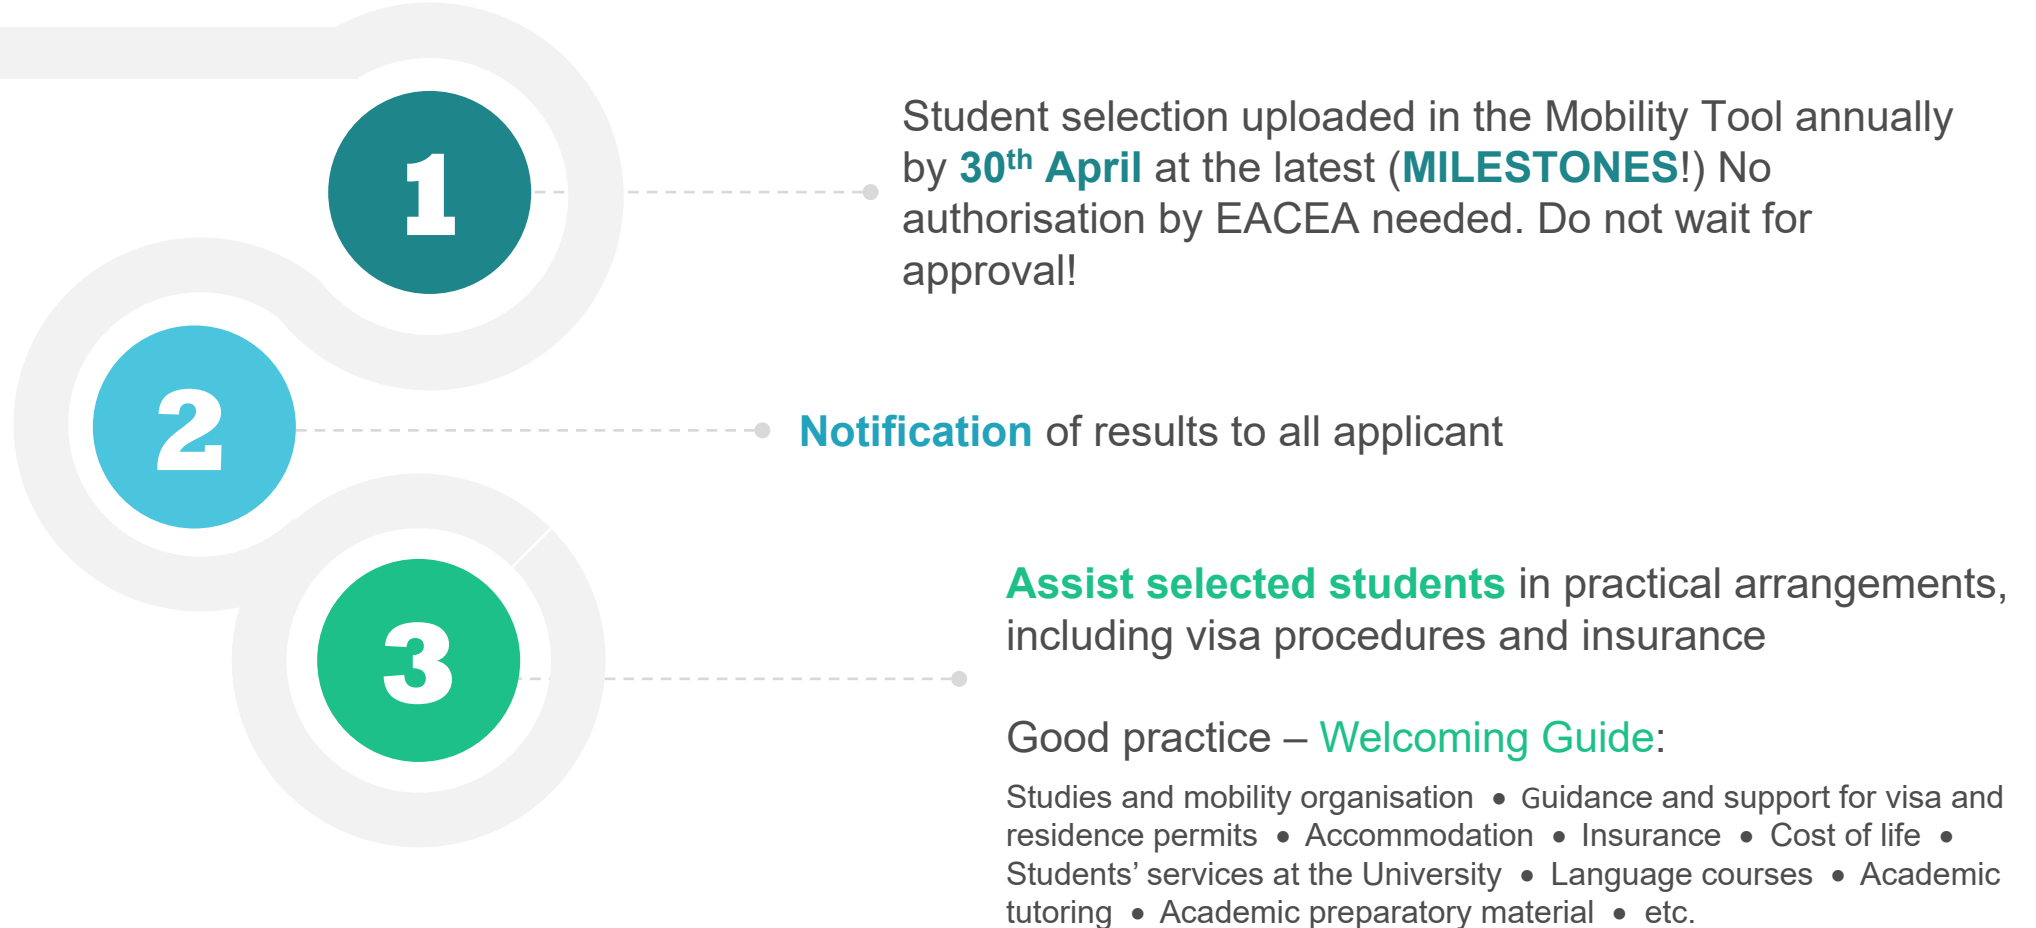 1
Student selection uploaded in the Mobility Tool annually
by 30th April at the latest (MILESTONES!) No
authorisation by EACEA needed. Do not wait for
approval!
2
Notification of results to all applicant
3
Assist selected students in practical arrangements,
including visa procedures and insurance
Good practice – Welcoming Guide:
Studies and mobility organisation • Guidance and support for visa and
residence permits • Accommodation • Insurance • Cost of life •
Students’ services at the University • Language courses • Academic
tutoring • Academic preparatory material • etc.